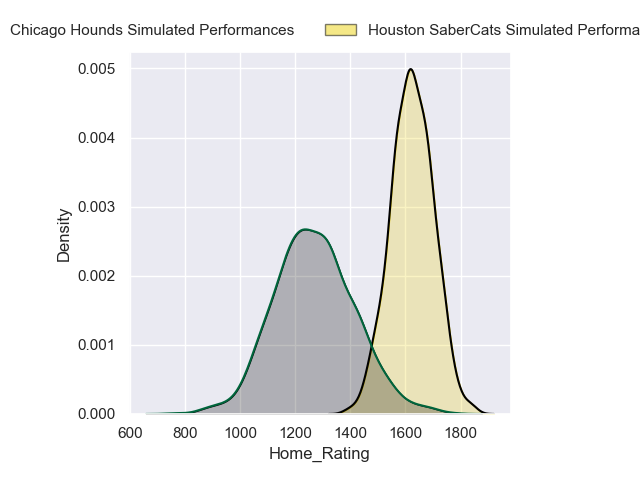 Chicago Hounds Simulated Performances
Houston SaberCats Simulated Performa
0.005
0.004
0.003
0.002
0.001
0.000
Density
600 800 1000 1200 1400 1600 1800
Home_Rating